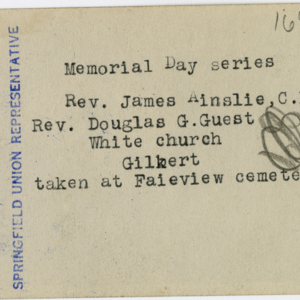 16
SPRINGFIELD UNION REPRESENTATIVE
Memorial Day series
Rev. James Ainslie, C.
Rev. Douglas G.Guest
White church
Gilbert
taken at Faieview cemete